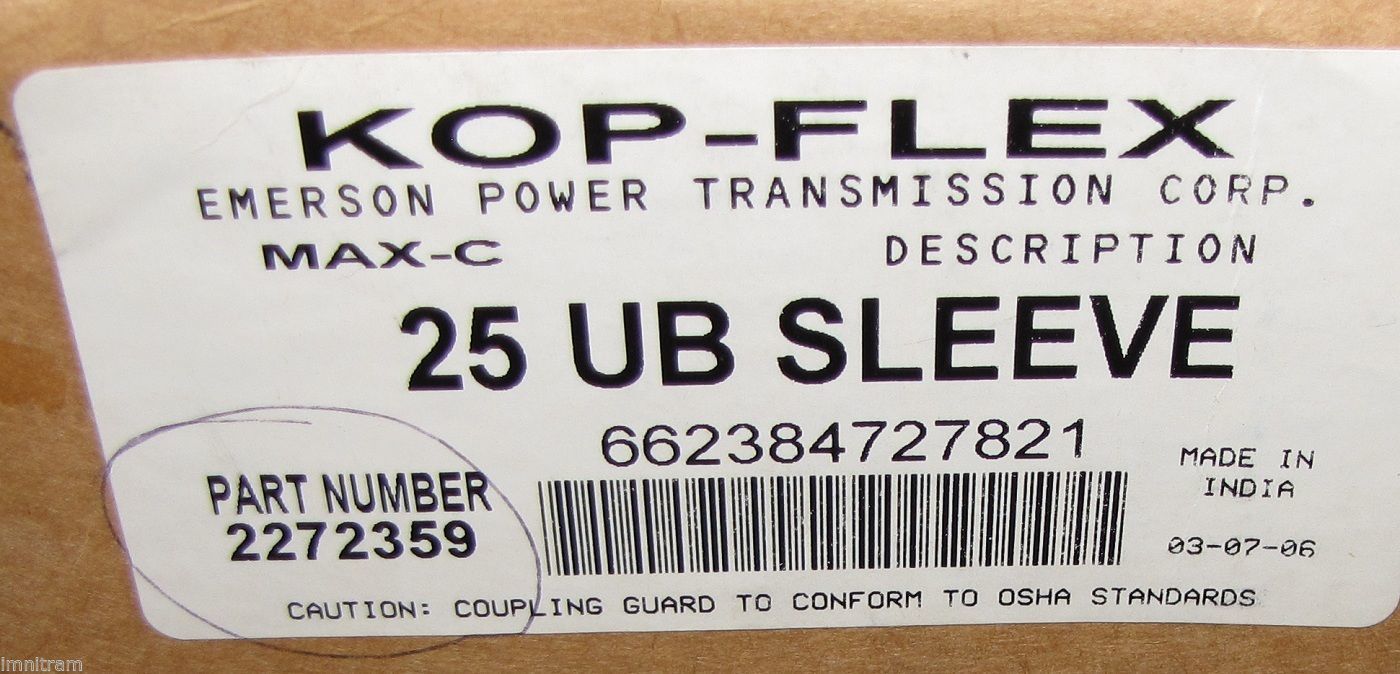 KOP-FLEX
EMERSON POWER TRANSMISSION CORP.
MAX-C DESCRIPTION
25 UB SLEEVE
662384727821
MADE IN
INDIA
PART NUMBER
2272359
03-07-06
CAUTION: COUPLING GUARD TO CONFORM TO OSHA STANDARDS
lmnitram